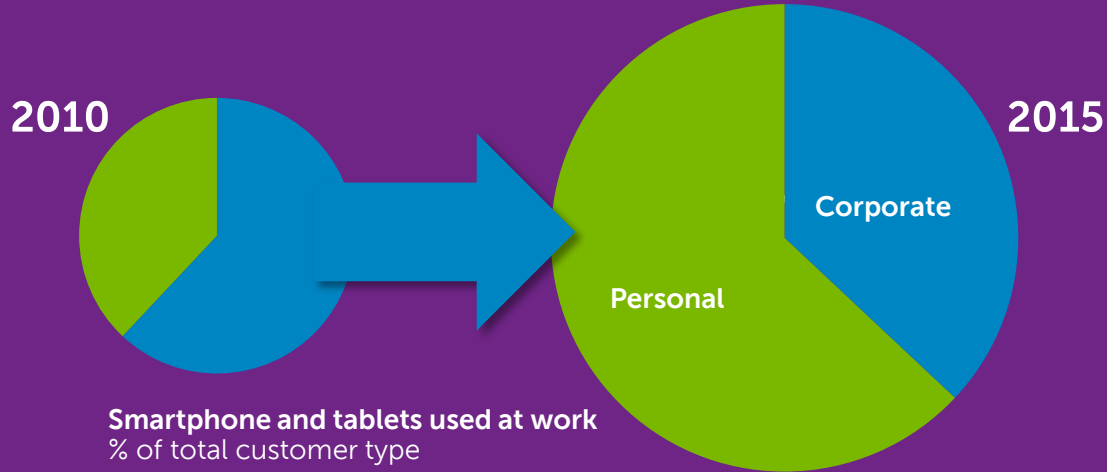 2010
2015
Corporate
Personal
Smartphone and tablets used at work
% of total customer type